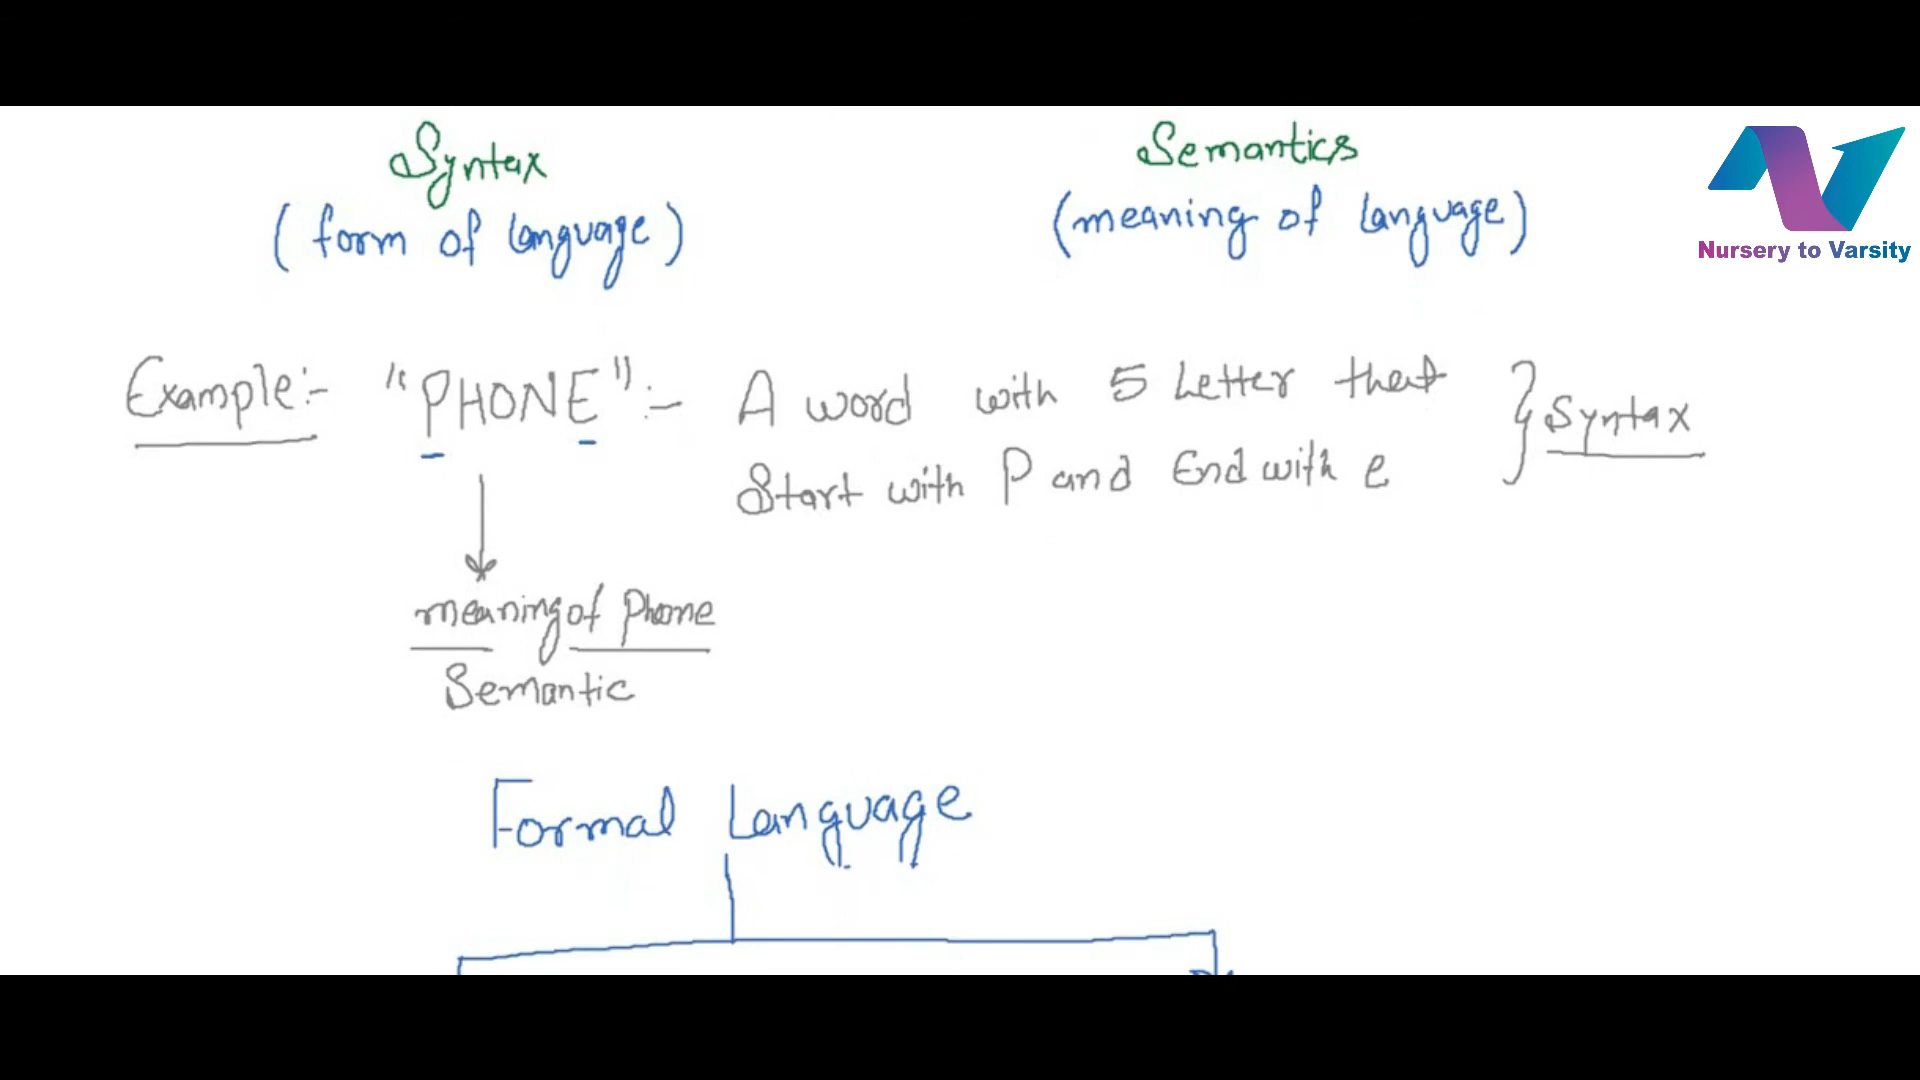 Syntax
Semantics
(form of Language)
(meaning of Language)
Nursery to Varsity
Example:- "PHONE":- A word with 5 Letter that
Start with P and End with e
} Syntax
meaning of Phone
Semantic
Formal Language